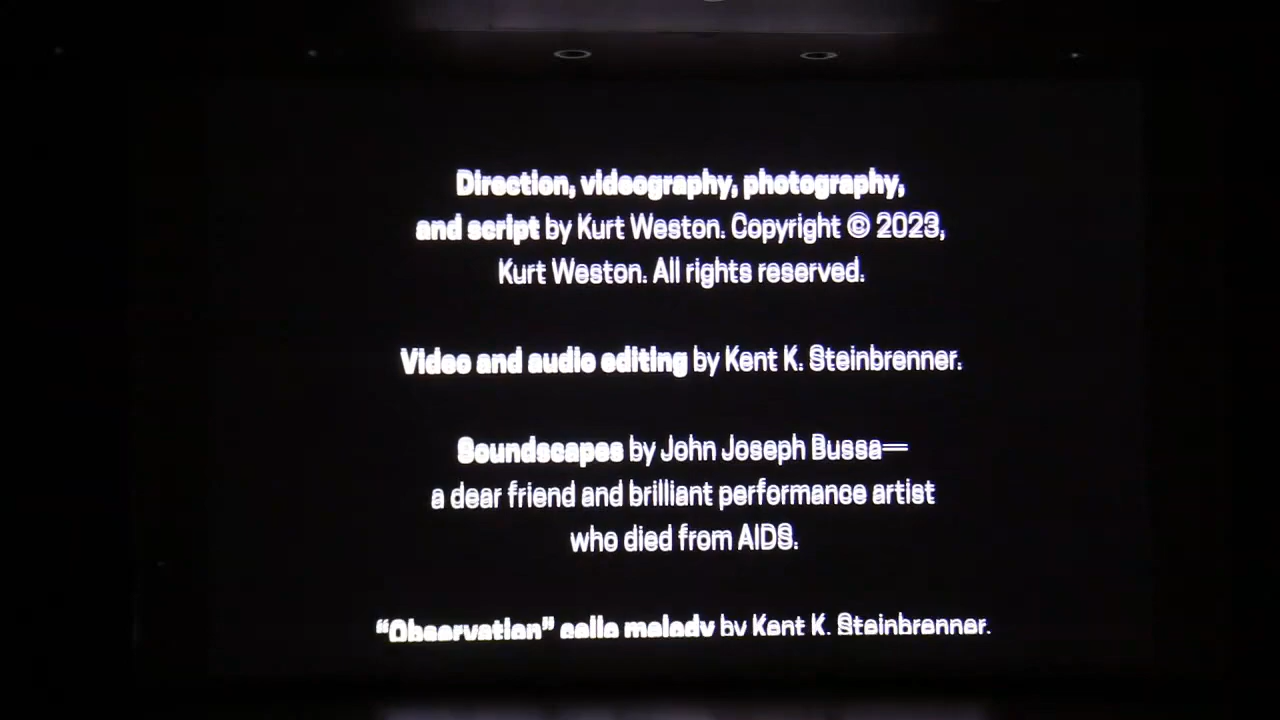 Direction, videography, photography,
and script by Kurt Weston. Copyright © 2023,
Kurt Weston. All rights reserved.
Video and audio editing by Kent K. Steinbrenner.
Soundscapes by John Joseph Bussa—
a dear friend and brilliant performance artist
who died from AIDS.
“Observation” cello melody by Kent K. Steinbrenner.